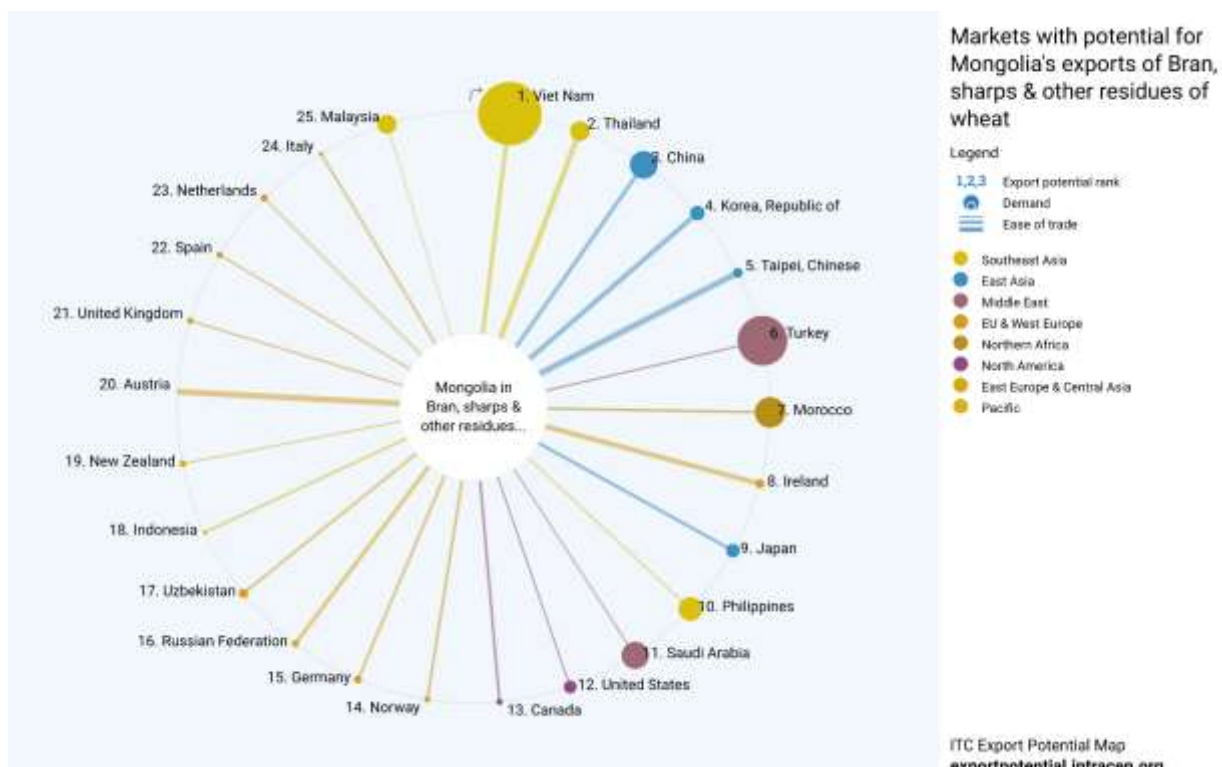 Markets with potential for
Mongolia's exports of Bran,
sharps & other residues of
wheat
Legend
1,2,3 Export potential rank
Demand
Ease of trade
Southeast Asia
East Asia
Middle East
EU & West Europe
Northern Africa
North America
East Europe & Central Asia
Pacific
1. Viet Nam
2. Thailand
3. China
4. Korea, Republic of
5. Taipei, Chinese
6. Turkey
7. Morocco
8. Ireland
9. Japan
10. Philippines
11. Saudi Arabia
12. United States
13. Canada
14. Norway
15. Germany
16. Russian Federation
17. Uzbekistan
18. Indonesia
19. New Zealand
20. Austria
21. United Kingdom
22. Spain
23. Netherlands
24. Italy
25. Malaysia
Mongolia in
Bran, sharps &
other residues...
ITC Export Potential Map
exportpotential.intracen.org